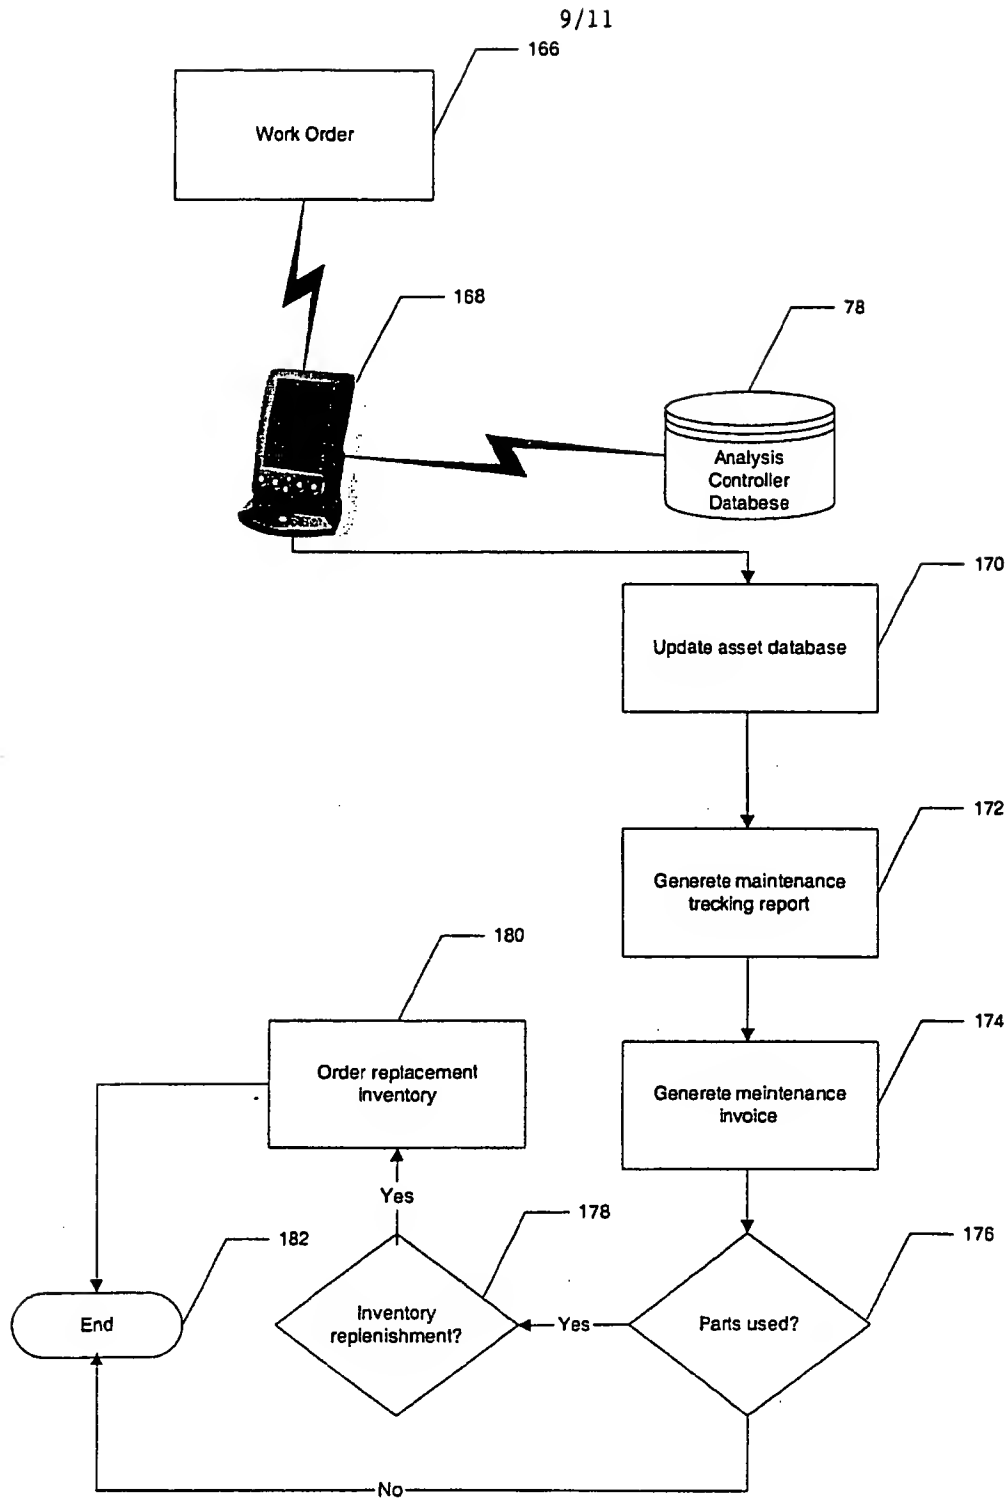 9/11
166
Work Order
168
78
Analysis
Controller
Databese
170
Update asset database
172
Generete maintenance
trecking report
180
174
Order replacement
inventory
Generete meintenance
invoice
Yes
178
176
182
End
Inventory
replenishment?
Yes
Parts used?
No